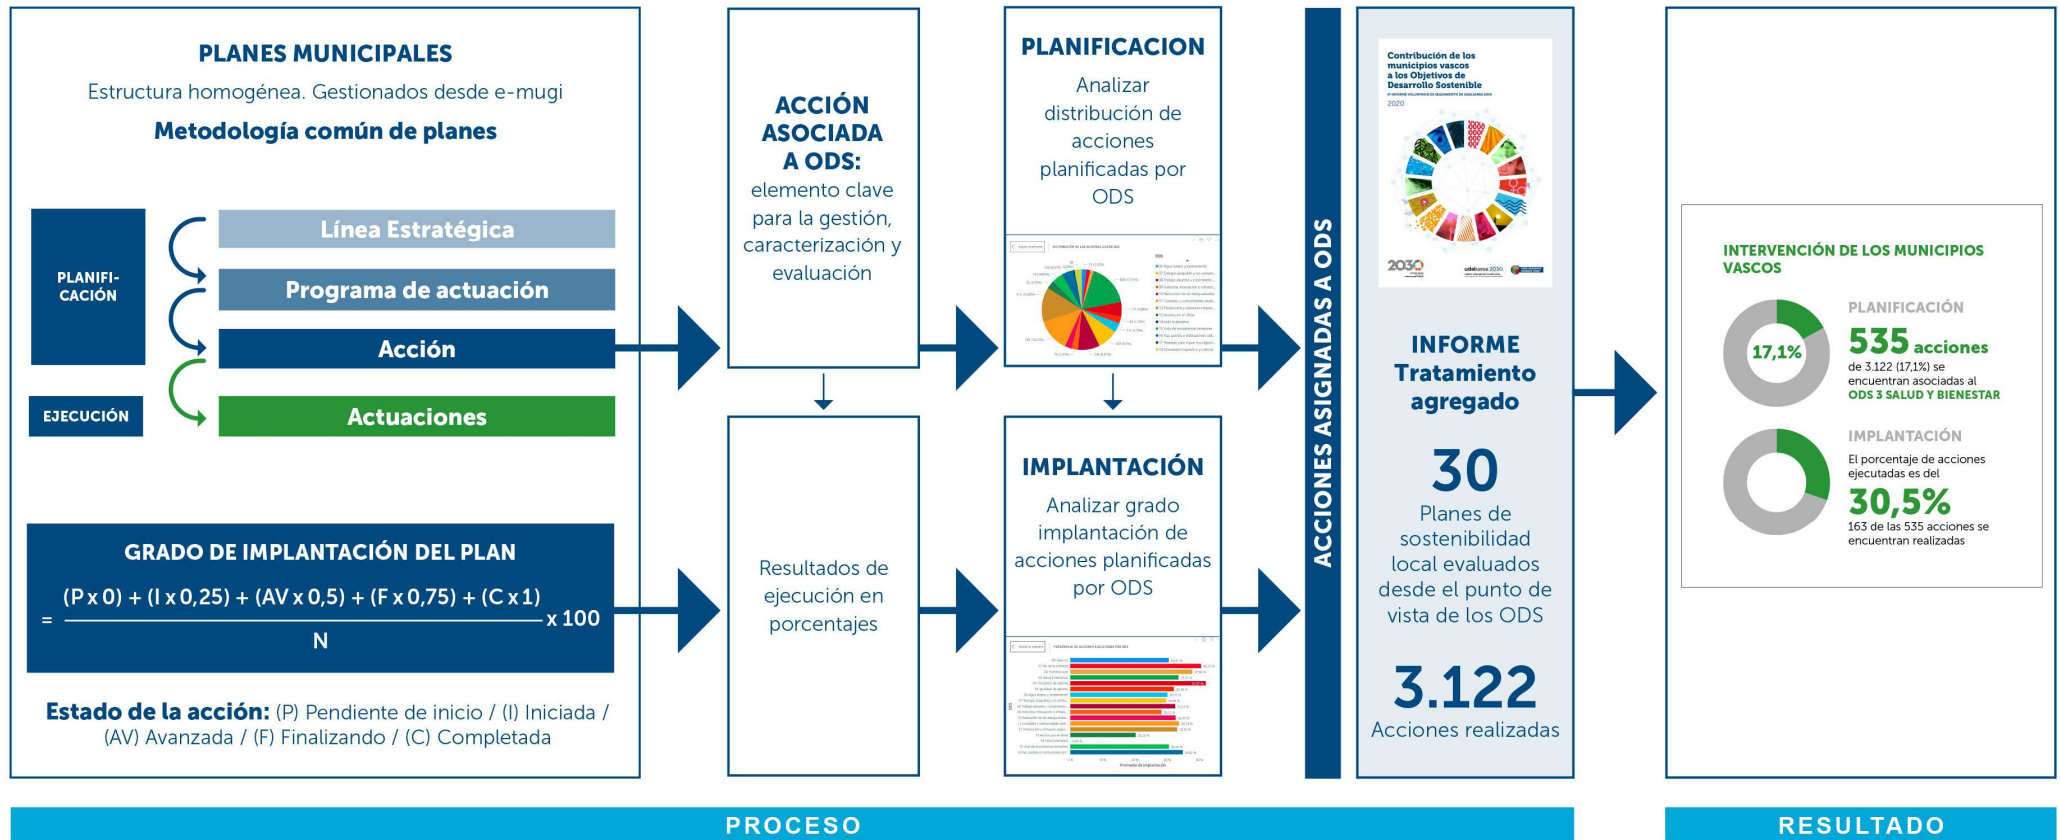 PLANES MUNICIPALES
Estructura homogénea. Gestionados desde e-mugi
Metodología común de planes
PLANIFI-
CACIÓN
Línea Estratégica
Programa de actuación
Acción
EJECUCIÓN
Actuaciones
GRADO DE IMPLANTACIÓN DEL PLAN
(P x 0) + (I x 0,25) + (AV x 0,5) + (F x 0,75) + (C x 1)
= x 100
N
Estado de la acción: (P) Pendiente de inicio / (I) Iniciada /
(AV) Avanzada / (F) Finalizando / (C) Completada
ACCIÓN
ASOCIADA
A ODS:
elemento clave
para la gestión,
caracterización y
evaluación
Resultados de
ejecución en
porcentajes
PLANIFICACION
Analizar
distribución de
acciones
planificadas por
ODS
IMPLANTACIÓN
Analizar grado
implantación de
acciones planificadas
por ODS
ACCIONES ASIGNADAS A ODS
Contribución de los
municipios vascos
a los Objetivos de
Desarrollo Sostenible
2020
2030
udalsarea 2030
INFORME
Tratamiento
agregado
30
Planes de
sostenibilidad
local evaluados
desde el punto de
vista de los ODS
3.122
Acciones realizadas
INTERVENCIÓN DE LOS MUNICIPIOS
VASCOS
17,1%
PLANIFICACIÓN
535 acciones
de 3.122 (17,1%) se
encuentran asociadas al
ODS 3 SALUD Y BIENESTAR
IMPLANTACIÓN
El porcentaje de acciones
ejecutadas es del
30,5%
163 de las 535 acciones se
encuentran realizadas
PROCESO
RESULTADO